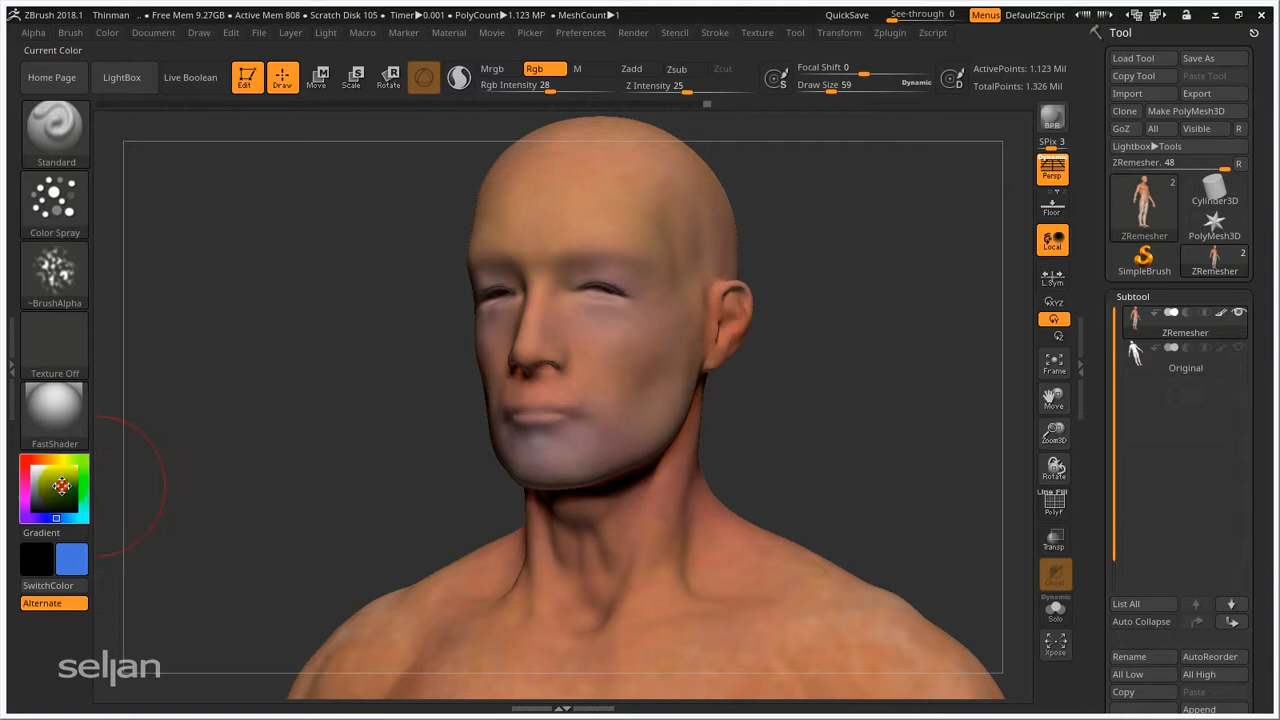 ZBrush 2018.1 Thinman .. • Free Mem 9.27GB • Active Mem 808 • Scratch Disk 105 • Timer▶0.001 • PolyCount▶1.123 MP • MeshCount▶1 QuickSave See-through 0 Menus DefaultZScript
Alpha Brush Color Document Draw Edit File Layer Light Macro Marker Material Movie Picker Preferences Render Stencil Stroke Texture Tool Transform Zplugin Zscript
Current Color
Home Page LightBox Live Boolean Edit Draw Move Scale Rotate
Mrgb Rgb M Zadd Zsub Zcut
Rgb Intensity 28 Z Intensity 25
Focal Shift 0
Draw Size 59 Dynamic
ActivePoints: 1.123 Mil
TotalPoints: 1.326 Mil
Standard
Color Spray
~BrushAlpha
Texture Off
FastShader
Gradient
SwitchColor
Alternate
seljan
BPR
SPix 3
Dynamic
Persp
Floor
Local
L.Sym
XYZ
Y
Z
Frame
Move
Zoom3D
Rotate
Line Fill
PolyF
Transp
Ghost
Dynamic
Solo
Xpose
Tool
Load Tool Save As
Copy Tool Paste Tool
Import Export
Clone Make PolyMesh3D
GoZ All Visible R
Lightbox▶Tools
ZRemesher. 48 R
2
Cylinder3D
ZRemesher PolyMesh3D
2
SimpleBrush ZRemesher
Subtool
ZRemesher
Original
List All
Auto Collapse
Rename AutoReorder
All Low All High
Copy Paste
Append